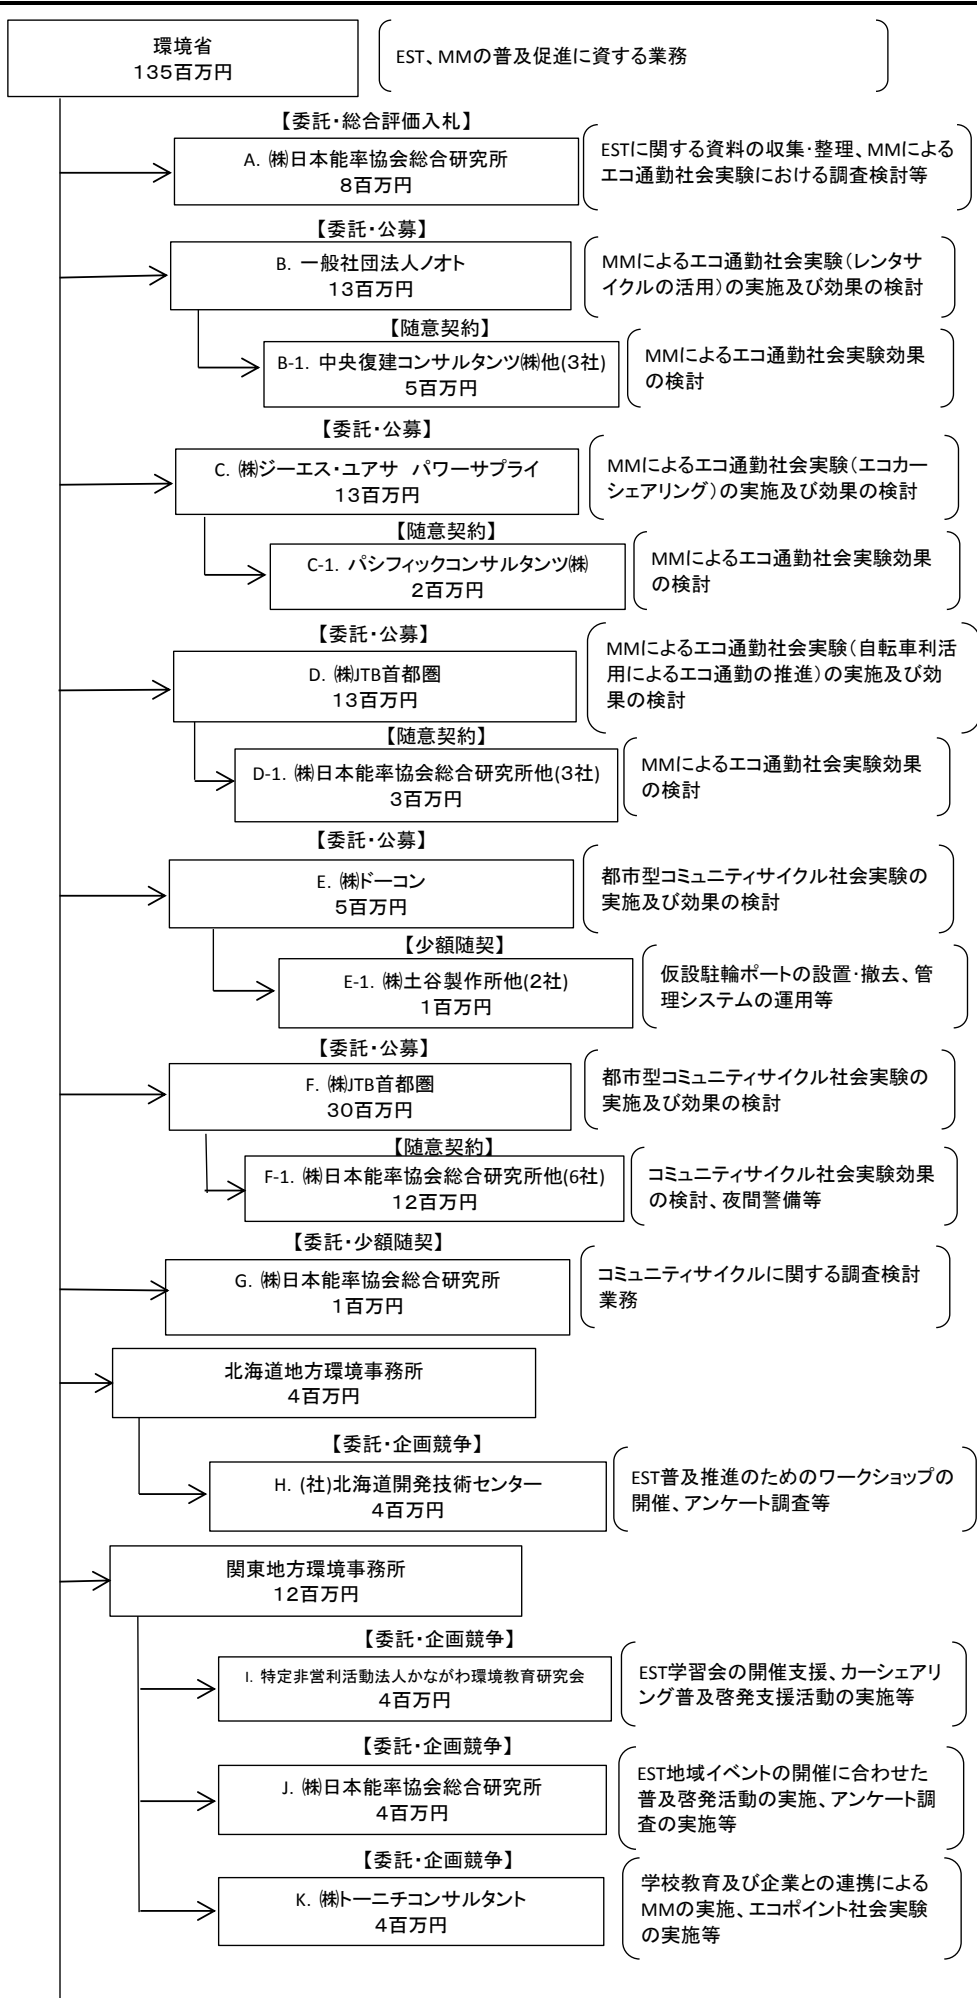 環境省
135百万円
EST、MMの普及促進に資する業務
【委託・総合評価入札】
A. ㈱日本能率協会総合研究所
8百万円
ESTに関する資料の収集・整理、MMによる
エコ通勤社会実験における調査検討等
【委託・公募】
B. 一般社団法人ノオト
13百万円
MMによるエコ通勤社会実験（レンタサ
イクルの活用）の実施及び効果の検討
【随意契約】
B-1. 中央復建コンサルタンツ㈱他(3社)
5百万円
MMによるエコ通勤社会実験効果
の検討
【委託・公募】
C. ㈱ジーエス・ユアサ　パワーサプライ
13百万円
MMによるエコ通勤社会実験（エコカー
シェアリング）の実施及び効果の検討
【随意契約】
C-1. パシフィックコンサルタンツ㈱
2百万円
MMによるエコ通勤社会実験効果
の検討
【委託・公募】
D. ㈱JTB首都圏
13百万円
MMによるエコ通勤社会実験（自転車利活
用によるエコ通勤の推進）の実施及び効
果の検討
【随意契約】
D-1. ㈱日本能率協会総合研究所他(3社)
3百万円
MMによるエコ通勤社会実験効果
の検討
【委託・公募】
E. ㈱ドーコン
5百万円
都市型コミュニティサイクル社会実験の
実施及び効果の検討
【少額随契】
E-1. ㈱土谷製作所他(2社)
1百万円
仮設駐輪ポートの設置・撤去、管
理システムの運用等
【委託・公募】
F. ㈱JTB首都圏
30百万円
都市型コミュニティサイクル社会実験の
実施及び効果の検討
【随意契約】
F-1. ㈱日本能率協会総合研究所他(6社)
12百万円
コミュニティサイクル社会実験効果
の検討、夜間警備等
【委託・少額随契】
G. ㈱日本能率協会総合研究所
1百万円
コミュニティサイクルに関する調査検討
業務
北海道地方環境事務所
4百万円
【委託・企画競争】
H. (社)北海道開発技術センター
4百万円
EST普及推進のためのワークショップの
開催、アンケート調査等
関東地方環境事務所
12百万円
【委託・企画競争】
I. 特定非営利活動法人かながわ環境教育研究会
4百万円
EST学習会の開催支援、カーシェアリ
ング普及啓発支援活動の実施等
【委託・企画競争】
J. ㈱日本能率協会総合研究所
4百万円
EST地域イベントの開催に合わせた
普及啓発活動の実施、アンケート調
査の実施等
【委託・企画競争】
K. ㈱トーニチコンサルタント
4百万円
学校教育及び企業との連携による
MMの実施、エコポイント社会実験
の実施等